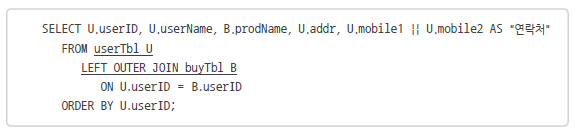 SELECT U.userID, U.userName, B.prodName, U.addr, U.mobile1 || U.mobile2 AS "연락처"
FROM userTbl U
LEFT OUTER JOIN buyTbl B
ON U.userID = B.userID
ORDER BY U.userID;